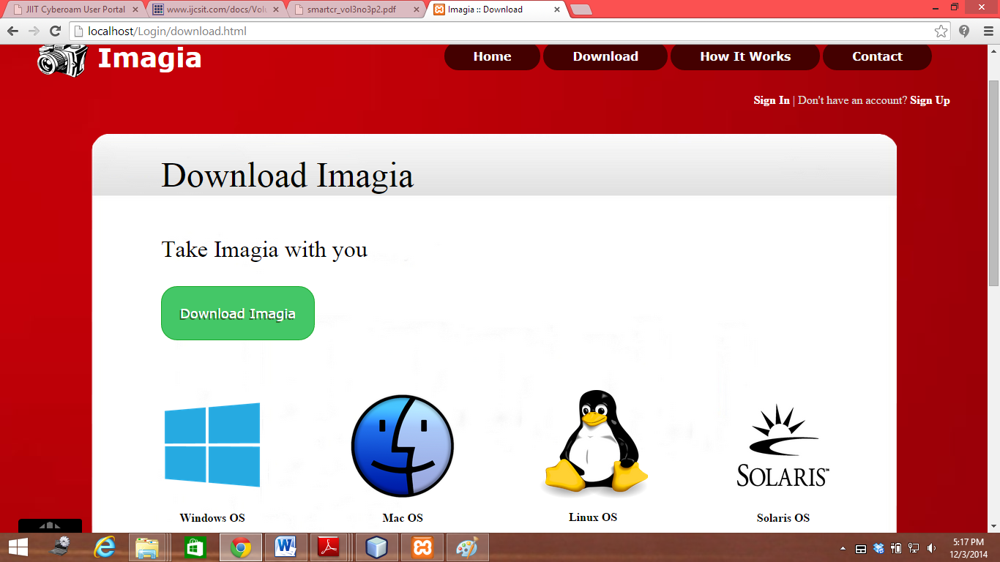 JIIT Cyberoam User Portal
www.ijcsit.com/docs/Volu
smartcr_vol3no3p2.pdf
Imagia :: Download
localhost/Login/download.html
Imagia
Home
Download
How It Works
Contact
Sign In | Don't have an account? Sign Up
Download Imagia
Take Imagia with you
Download Imagia
SOLARIS™
Windows OS
Mac OS
Linux OS
Solaris OS
5:17 PM
12/3/2014